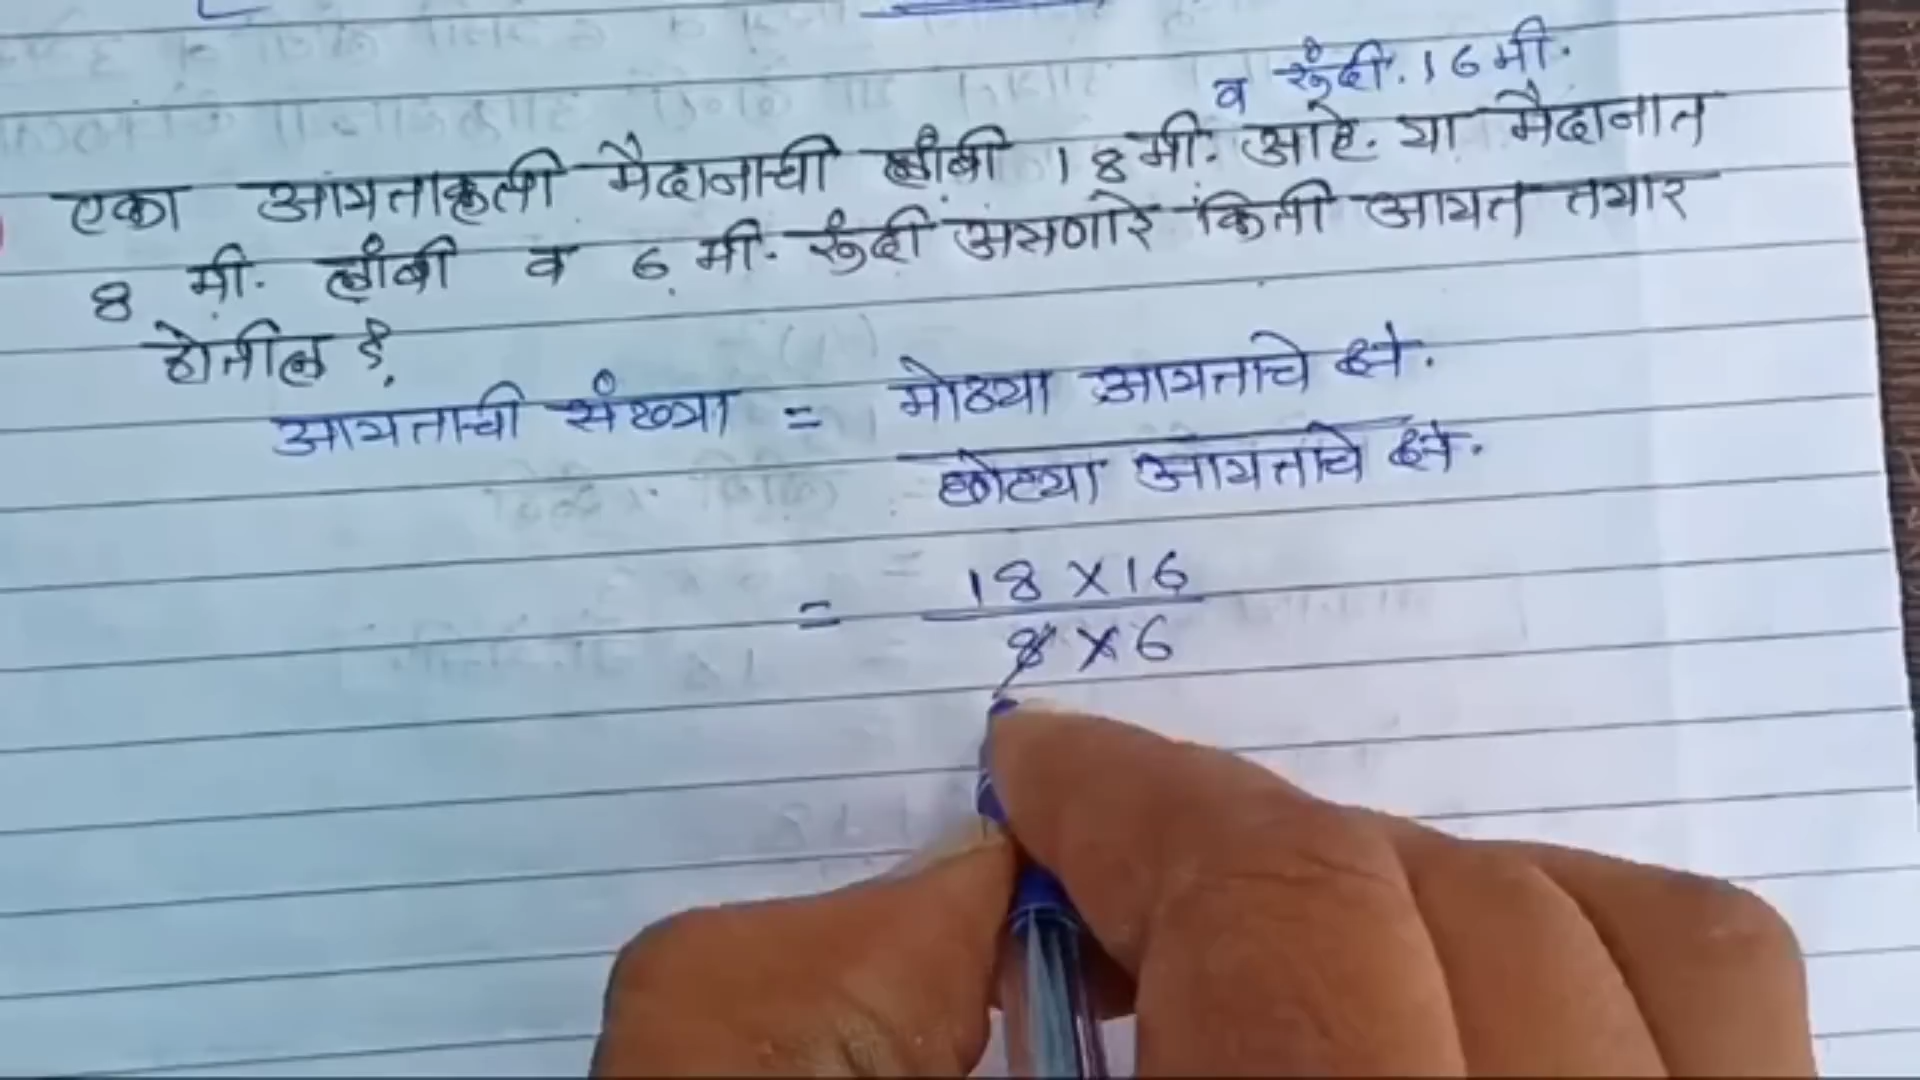 व रुंदी. 16 मी.
एका आयताकृती मैदानाची लांबी 18 मी. आहे. या मैदानात
8 मी. लांबी व 6 मी. रुंदी असणारे किती आयत तयार
होतील ?
आयताची संख्या = मोठ्या आयताचे क्षे.
छोट्या आयताचे क्षे.
= 18 x 16
8 x 6